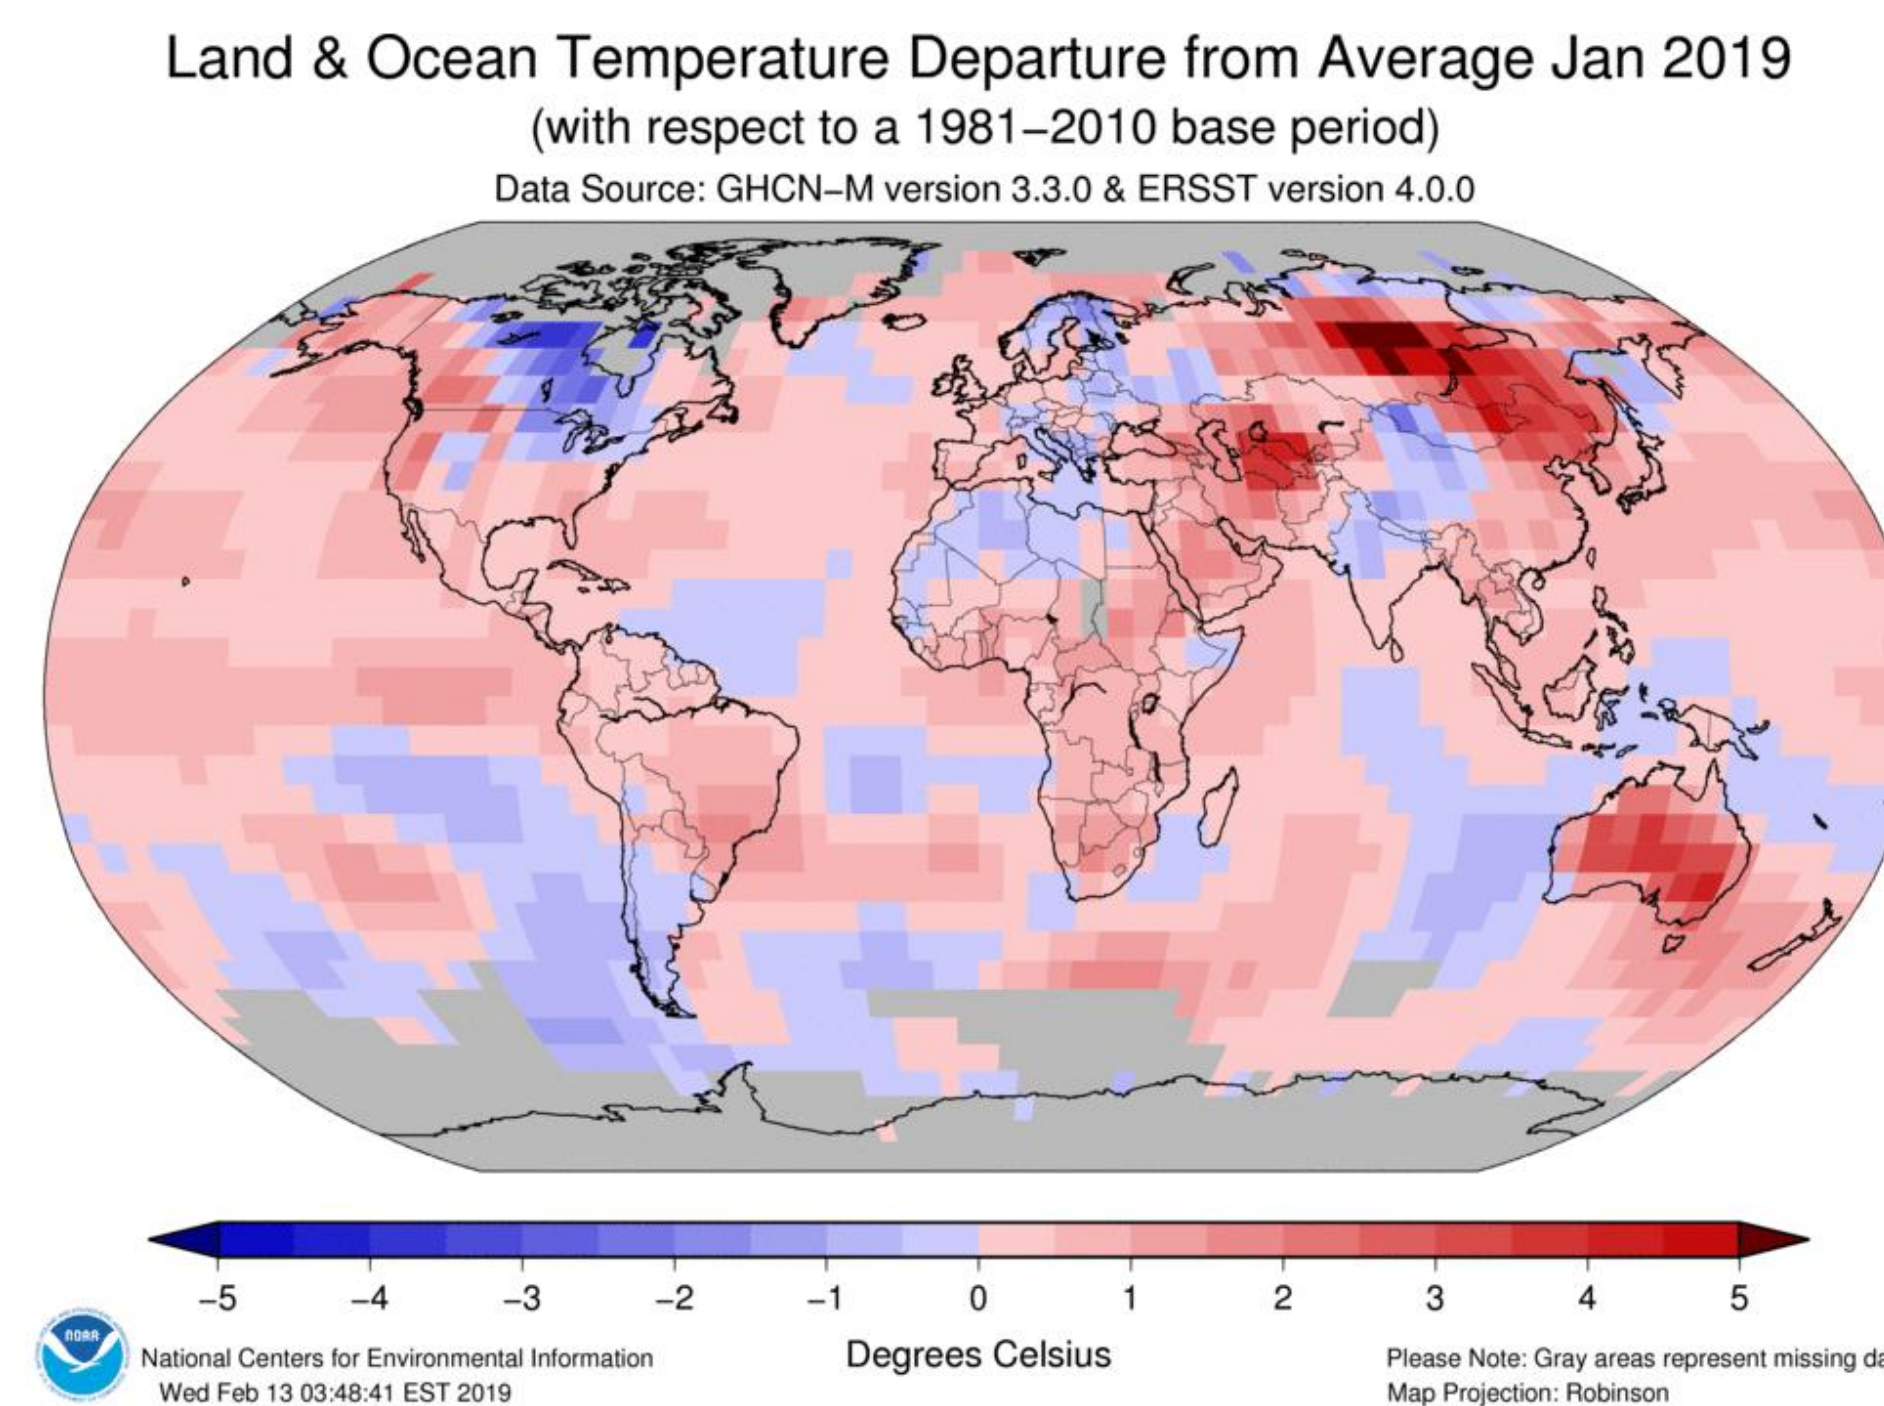 Land & Ocean Temperature Departure from Average Jan 2019
(with respect to a 1981–2010 base period)
Data Source: GHCN–M version 3.3.0 & ERSST version 4.0.0
–5 –4 –3 –2 –1 0 1 2 3 4 5
Degrees Celsius
NOAA
National Centers for Environmental Information
Wed Feb 13 03:48:41 EST 2019
Please Note: Gray areas represent missing da
Map Projection: Robinson